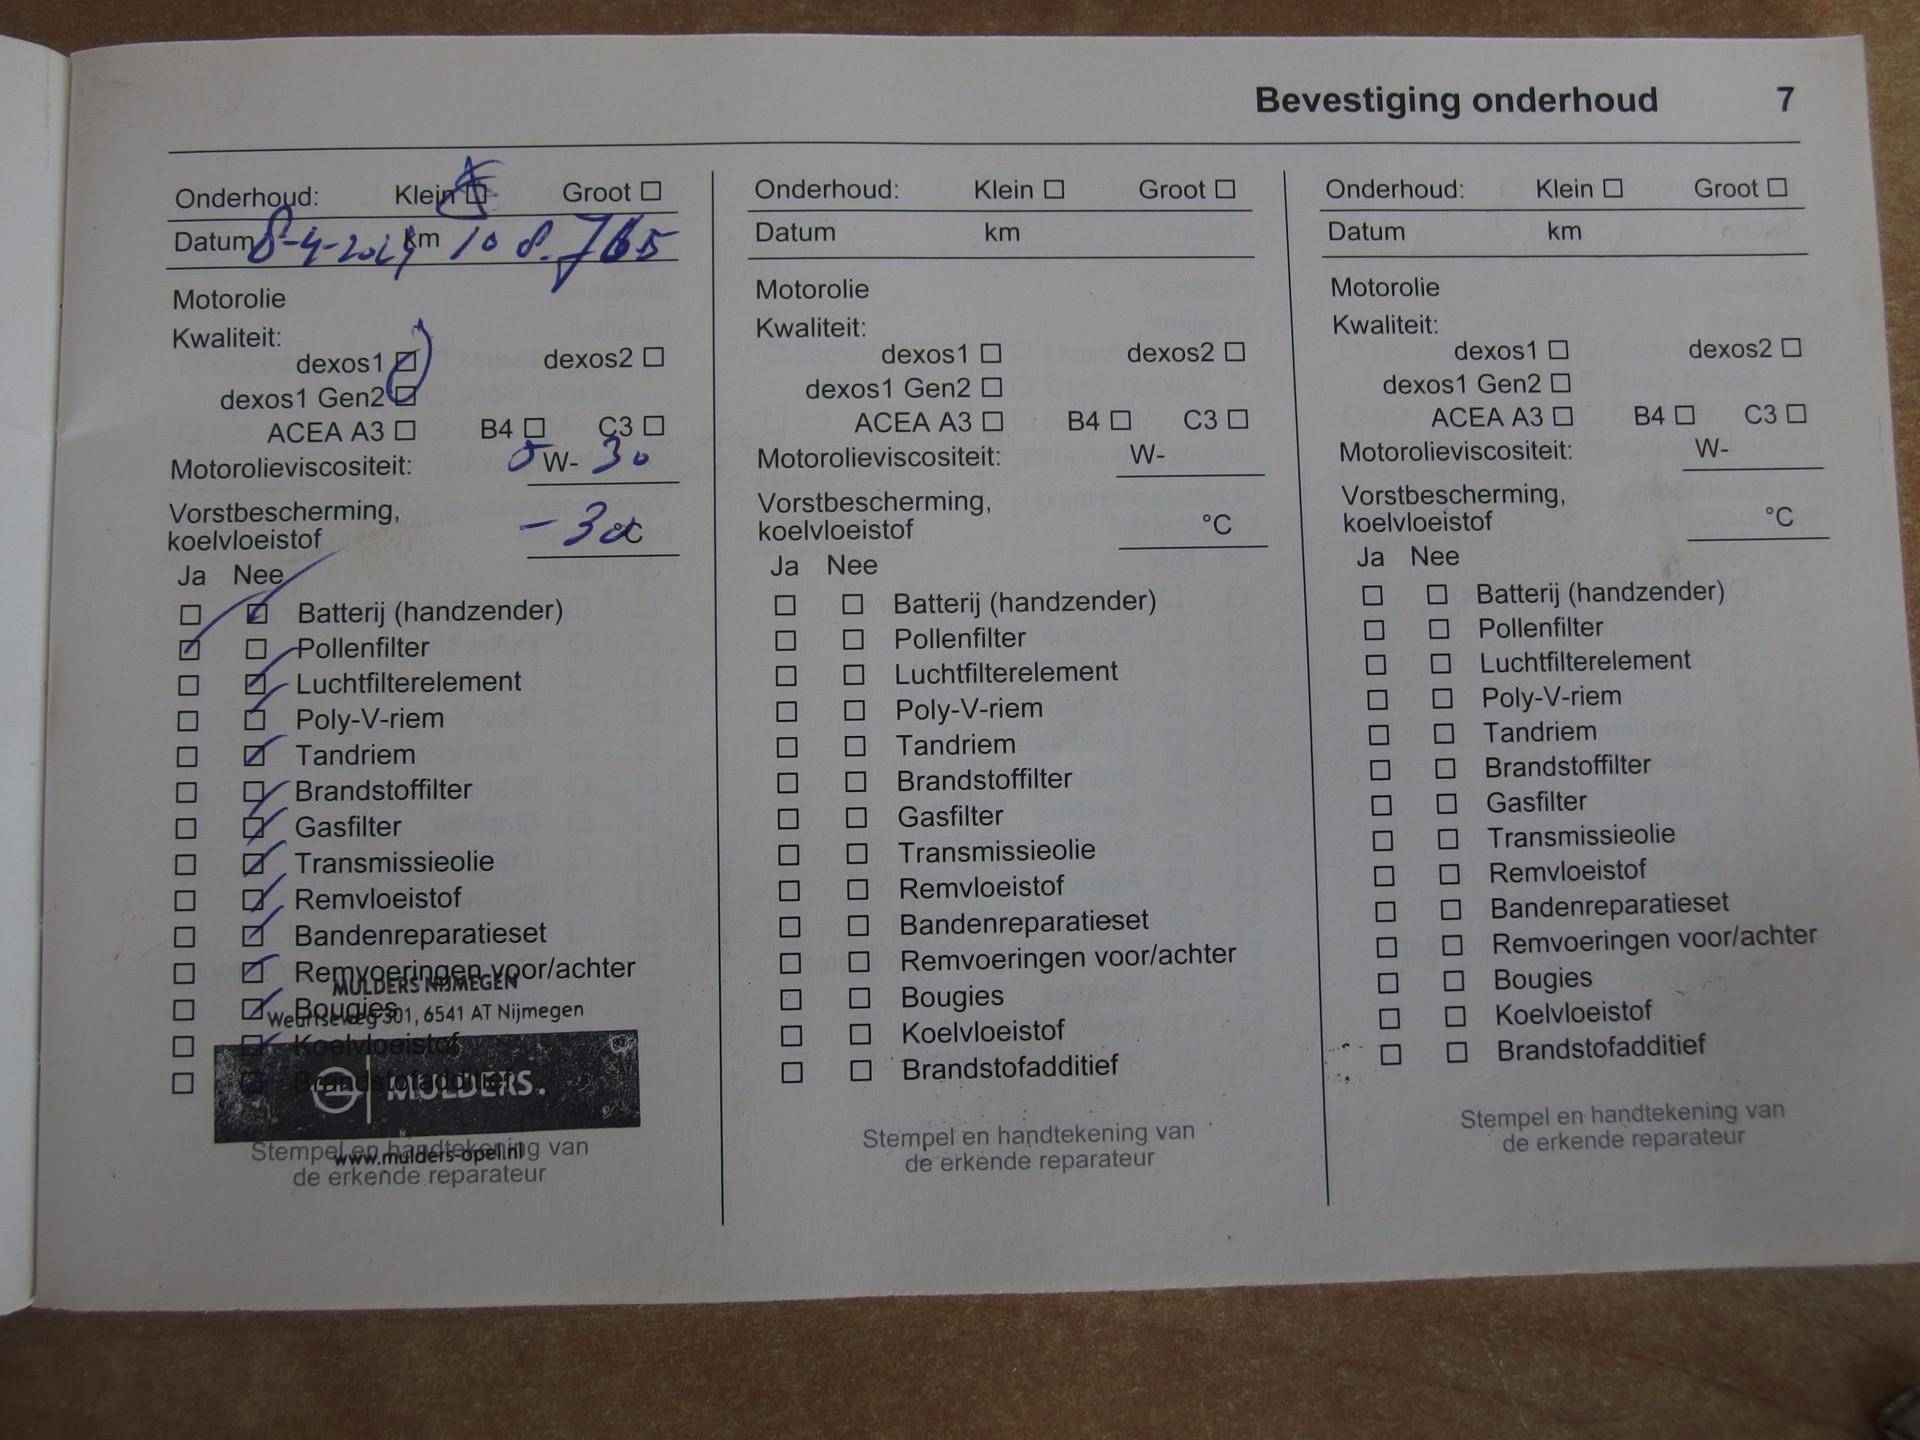 Bevestiging onderhoud 7
Onderhoud: Klein Groot
Datum 8-4-2024 km 108.765
Motorolie
Kwaliteit:
dexos1 dexos2
dexos1 Gen2
ACEA A3 B4 C3
Motorolieviscositeit: 5 W- 30
Vorstbescherming,
koelvloeistof -30 °C
Ja Nee
Batterij (handzender)
Pollenfilter
Luchtfilterelement
Poly-V-riem
Tandriem
Brandstoffilter
Gasfilter
Transmissieolie
Remvloeistof
Bandenreparatieset
Remvoeringen voor/achter
MULDERS NIJMEGEN
Bougies
Weurtseweg 301, 6541 AT Nijmegen
Koelvloeistof
Brandstofadditief
MULDERS.
Stempel en handtekening van
www.mulders-opel.nl
de erkende reparateur
Onderhoud: Klein Groot
Datum km
Motorolie
Kwaliteit:
dexos1 dexos2
dexos1 Gen2
ACEA A3 B4 C3
Motorolieviscositeit: W-
Vorstbescherming,
koelvloeistof °C
Ja Nee
Batterij (handzender)
Pollenfilter
Luchtfilterelement
Poly-V-riem
Tandriem
Brandstoffilter
Gasfilter
Transmissieolie
Remvloeistof
Bandenreparatieset
Remvoeringen voor/achter
Bougies
Koelvloeistof
Brandstofadditief
Stempel en handtekening van
de erkende reparateur
Onderhoud: Klein Groot
Datum km
Motorolie
Kwaliteit:
dexos1 dexos2
dexos1 Gen2
ACEA A3 B4 C3
Motorolieviscositeit: W-
Vorstbescherming,
koelvloeistof °C
Ja Nee
Batterij (handzender)
Pollenfilter
Luchtfilterelement
Poly-V-riem
Tandriem
Brandstoffilter
Gasfilter
Transmissieolie
Remvloeistof
Bandenreparatieset
Remvoeringen voor/achter
Bougies
Koelvloeistof
Brandstofadditief
Stempel en handtekening van
de erkende reparateur